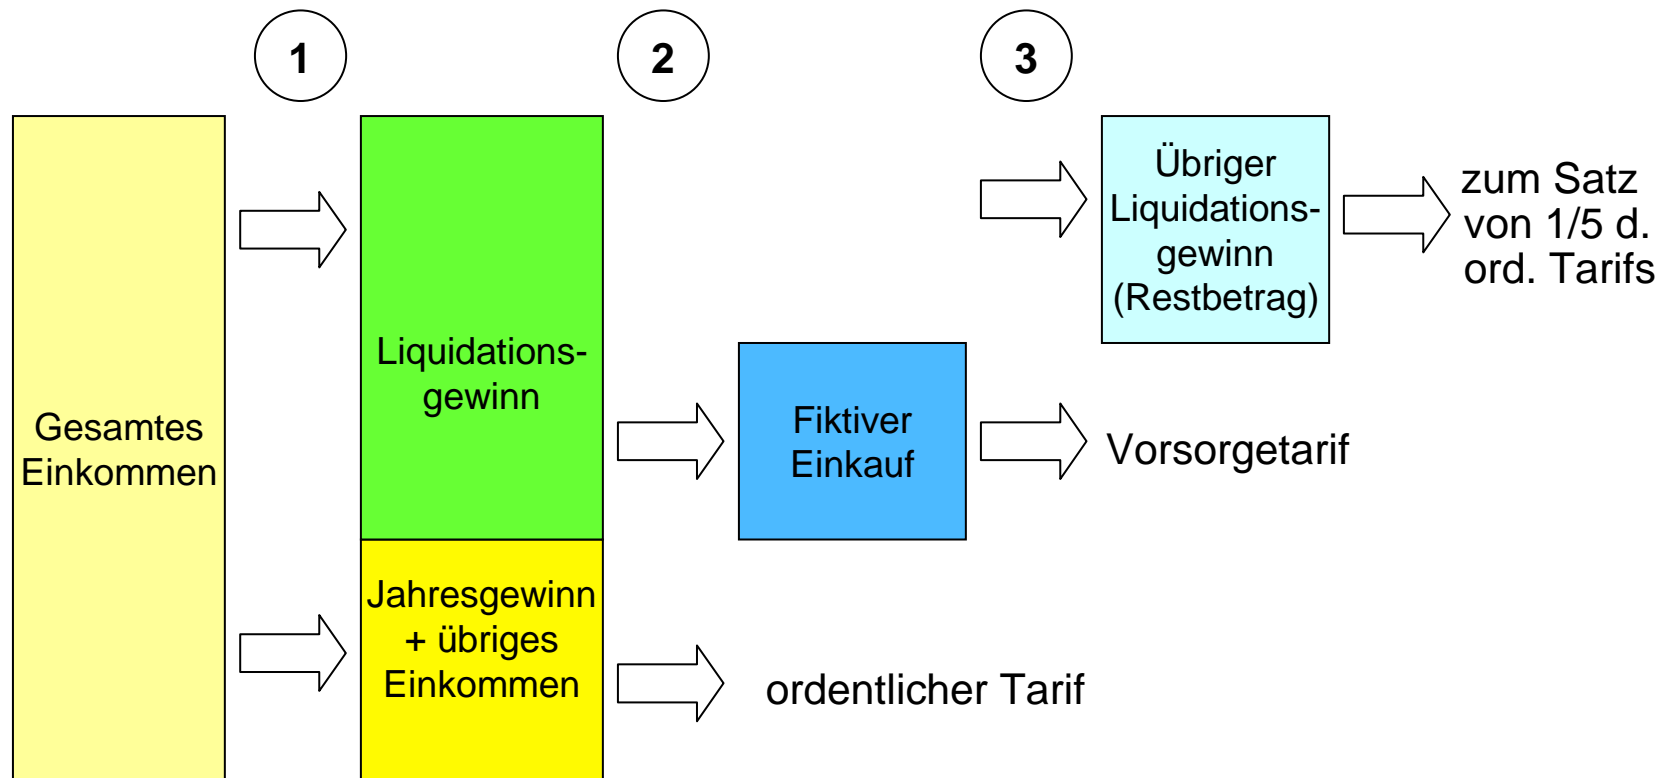 1
2
3
Gesamtes
Einkommen
Liquidations-
gewinn
Jahresgewinn
+ übriges
Einkommen
Fiktiver
Einkauf
ordentlicher Tarif
Übriger
Liquidations-
gewinn
(Restbetrag)
Vorsorgetarif
zum Satz
von 1/5 d.
ord. Tarifs